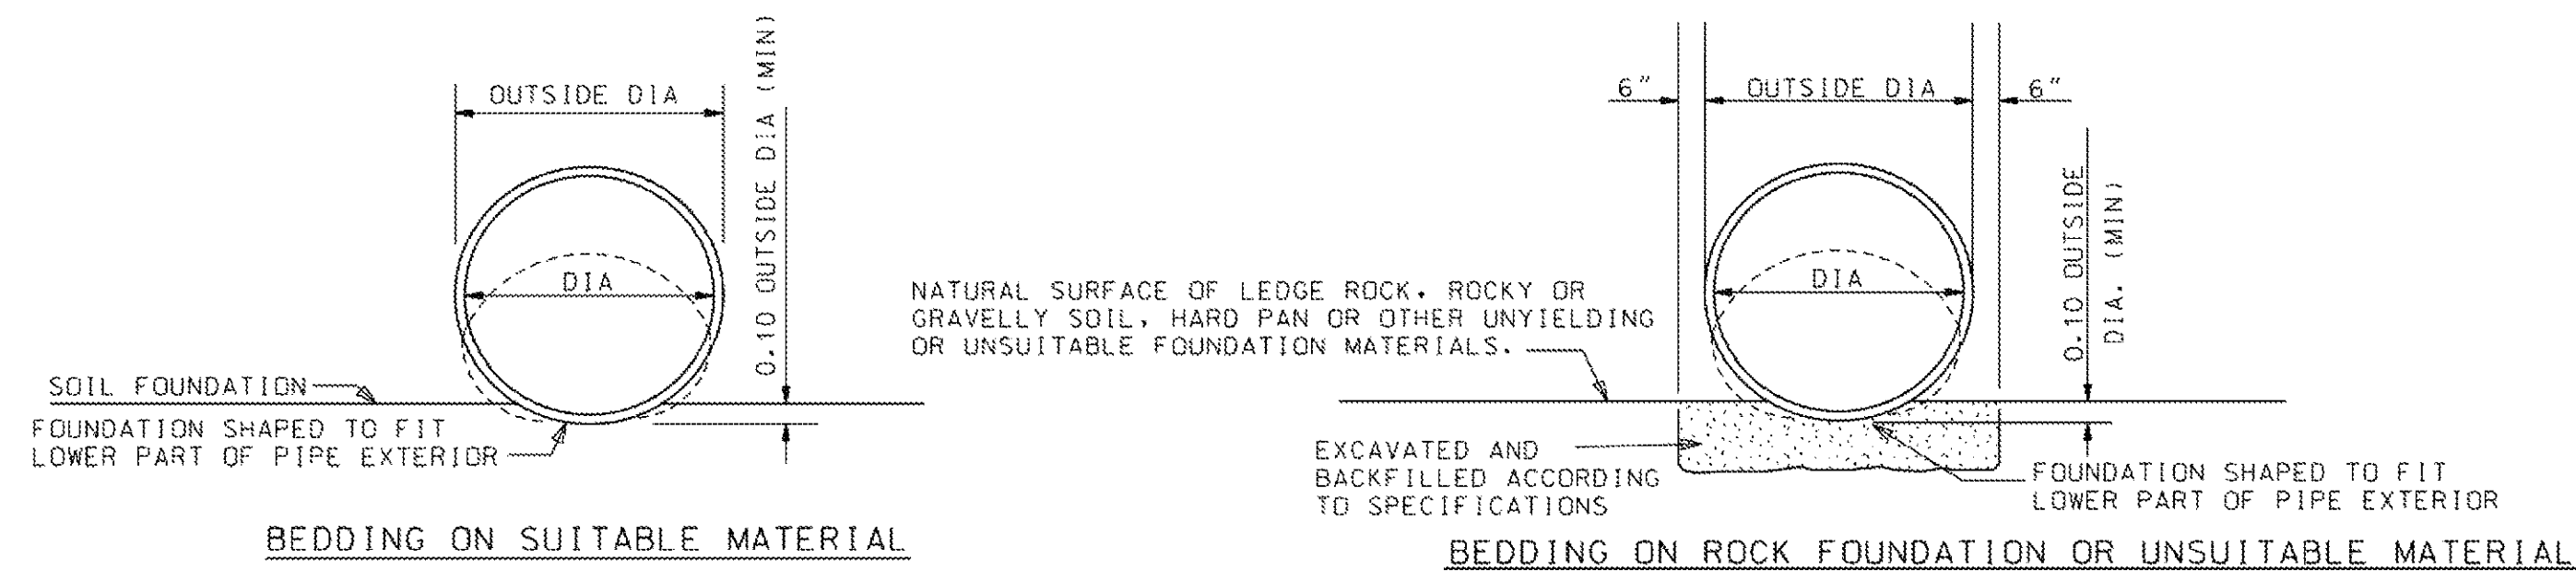 OUTSIDE DIA
0.10 OUTSIDE DIA (MIN)
DIA
SOIL FOUNDATION
FOUNDATION SHAPED TO FIT
LOWER PART OF PIPE EXTERIOR
BEDDING ON SUITABLE MATERIAL
6"
OUTSIDE DIA
6"
0.10 OUTSIDE
DIA. (MIN)
DIA
NATURAL SURFACE OF LEDGE ROCK. ROCKY OR
GRAVELLY SOIL, HARD PAN OR OTHER UNYIELDING
OR UNSUITABLE FOUNDATION MATERIALS.
EXCAVATED AND
BACKFILLED ACCORDING
TO SPECIFICATIONS
FOUNDATION SHAPED TO FIT
LOWER PART OF PIPE EXTERIOR
BEDDING ON ROCK FOUNDATION OR UNSUITABLE MATERIAL